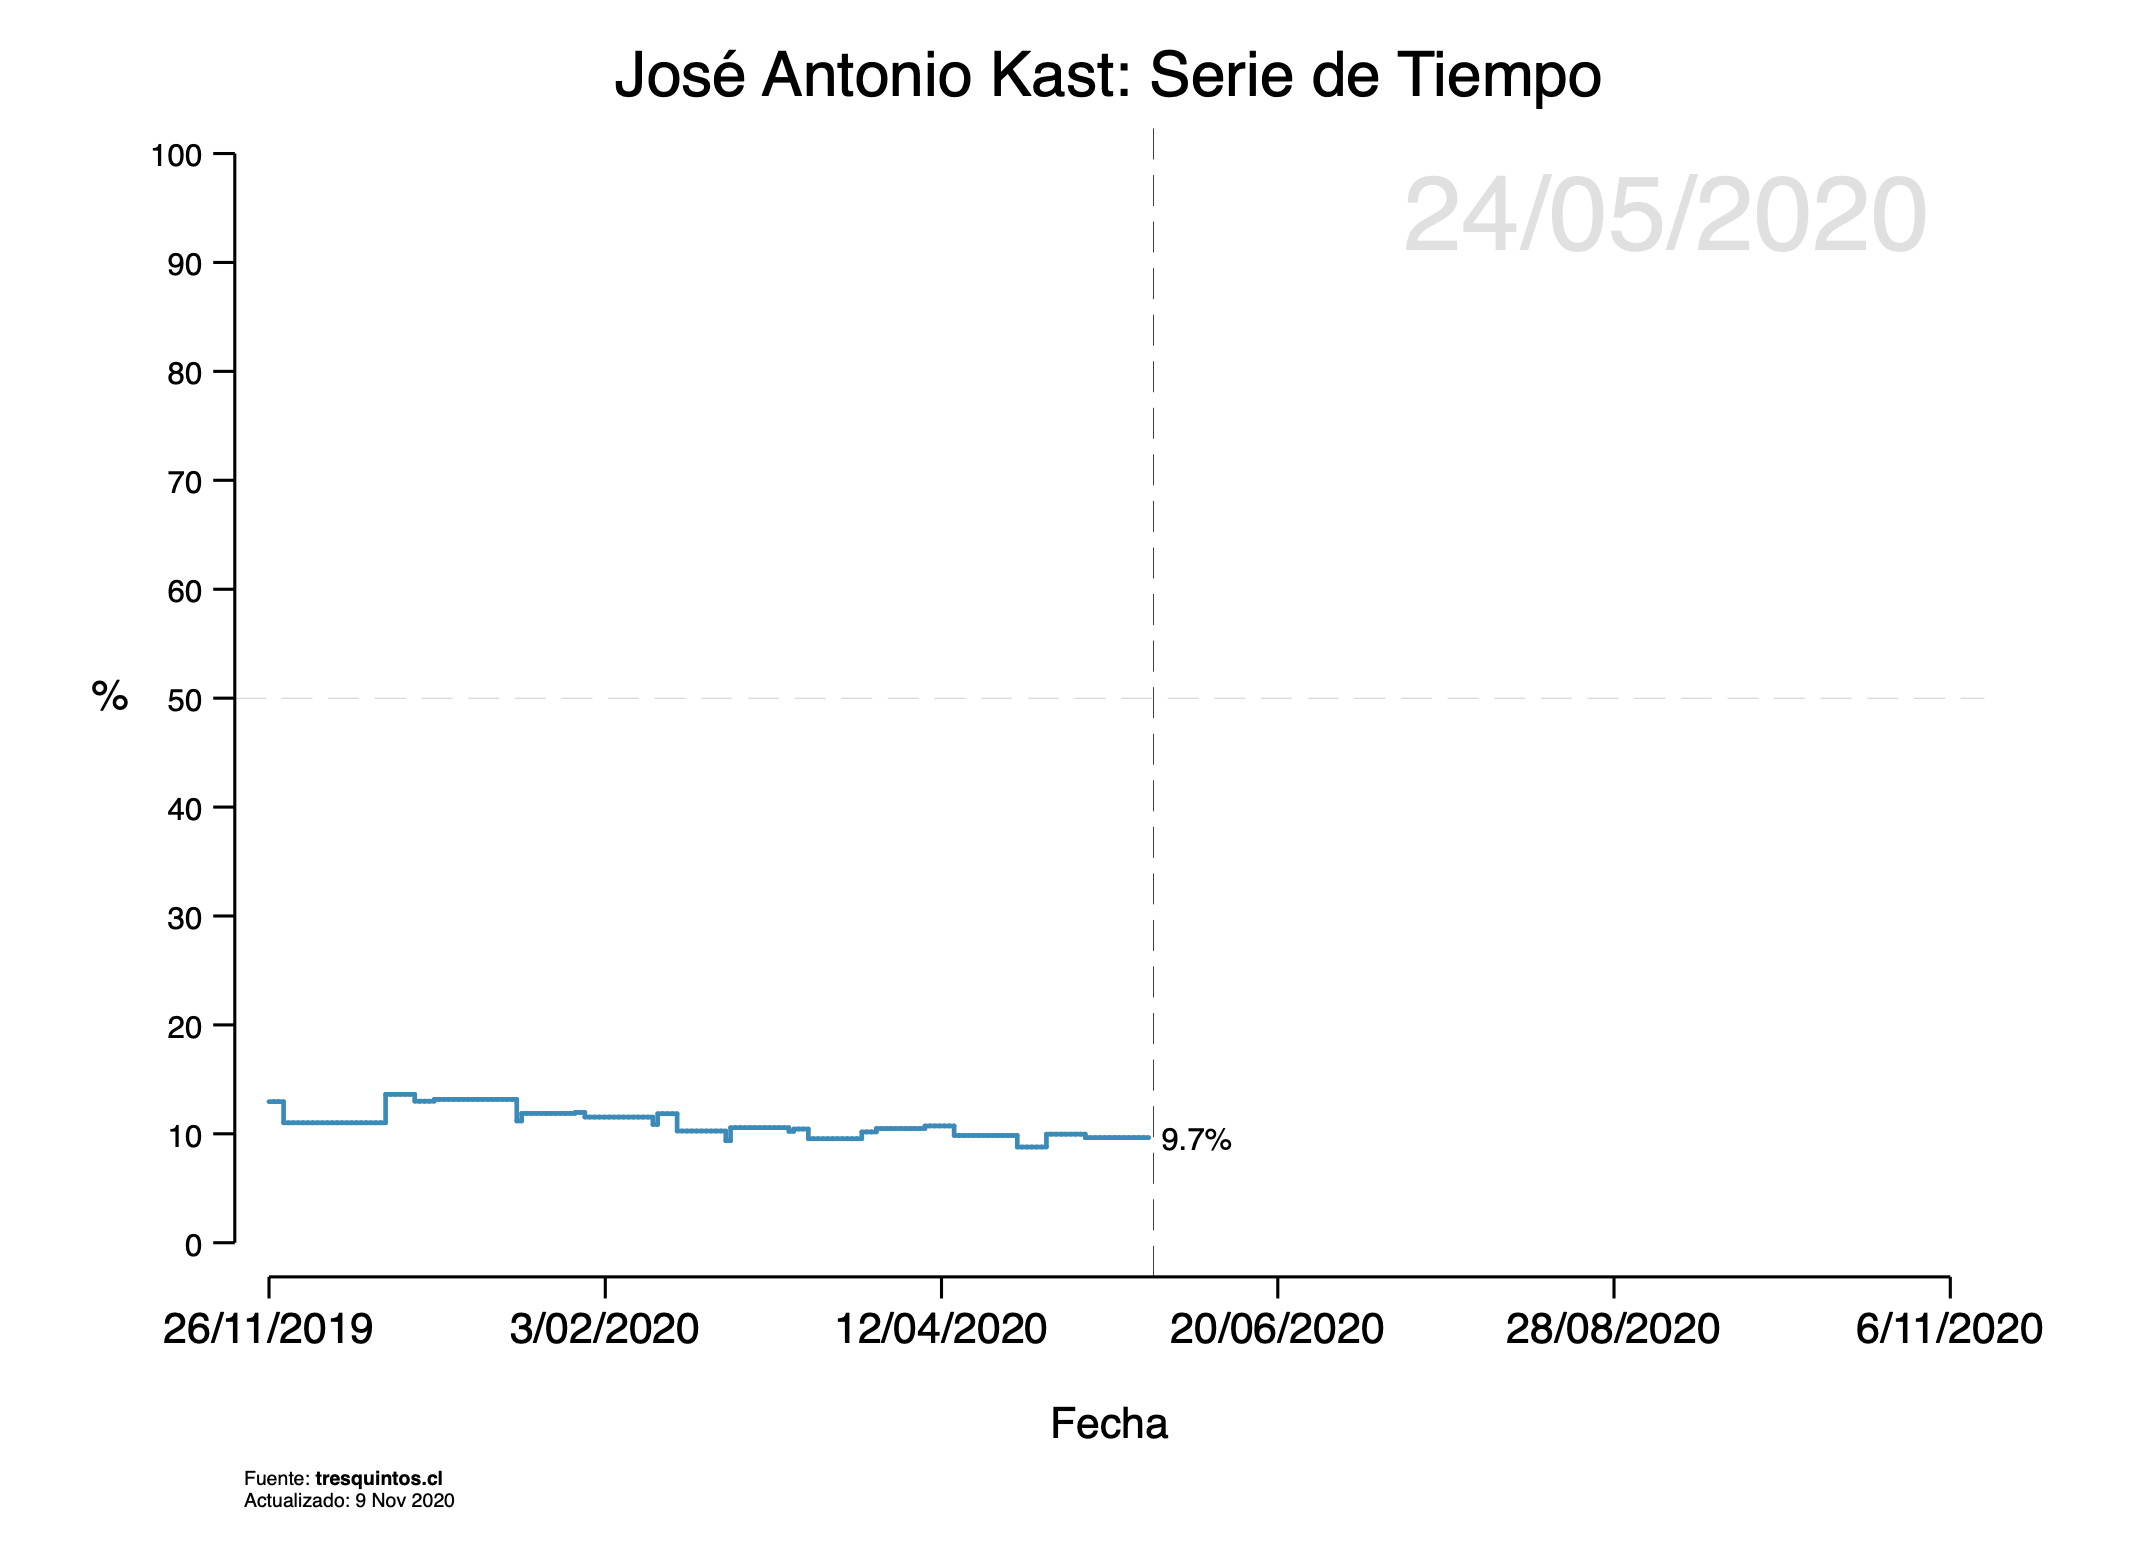 José Antonio Kast: Serie de Tiempo
24/05/2020
100
90
80
70
60
50
40
30
20
10
0
%
9.7%
26/11/2019 3/02/2020 12/04/2020 20/06/2020 28/08/2020 6/11/2020
Fecha
Fuente: tresquintos.cl
Actualizado: 9 Nov 2020